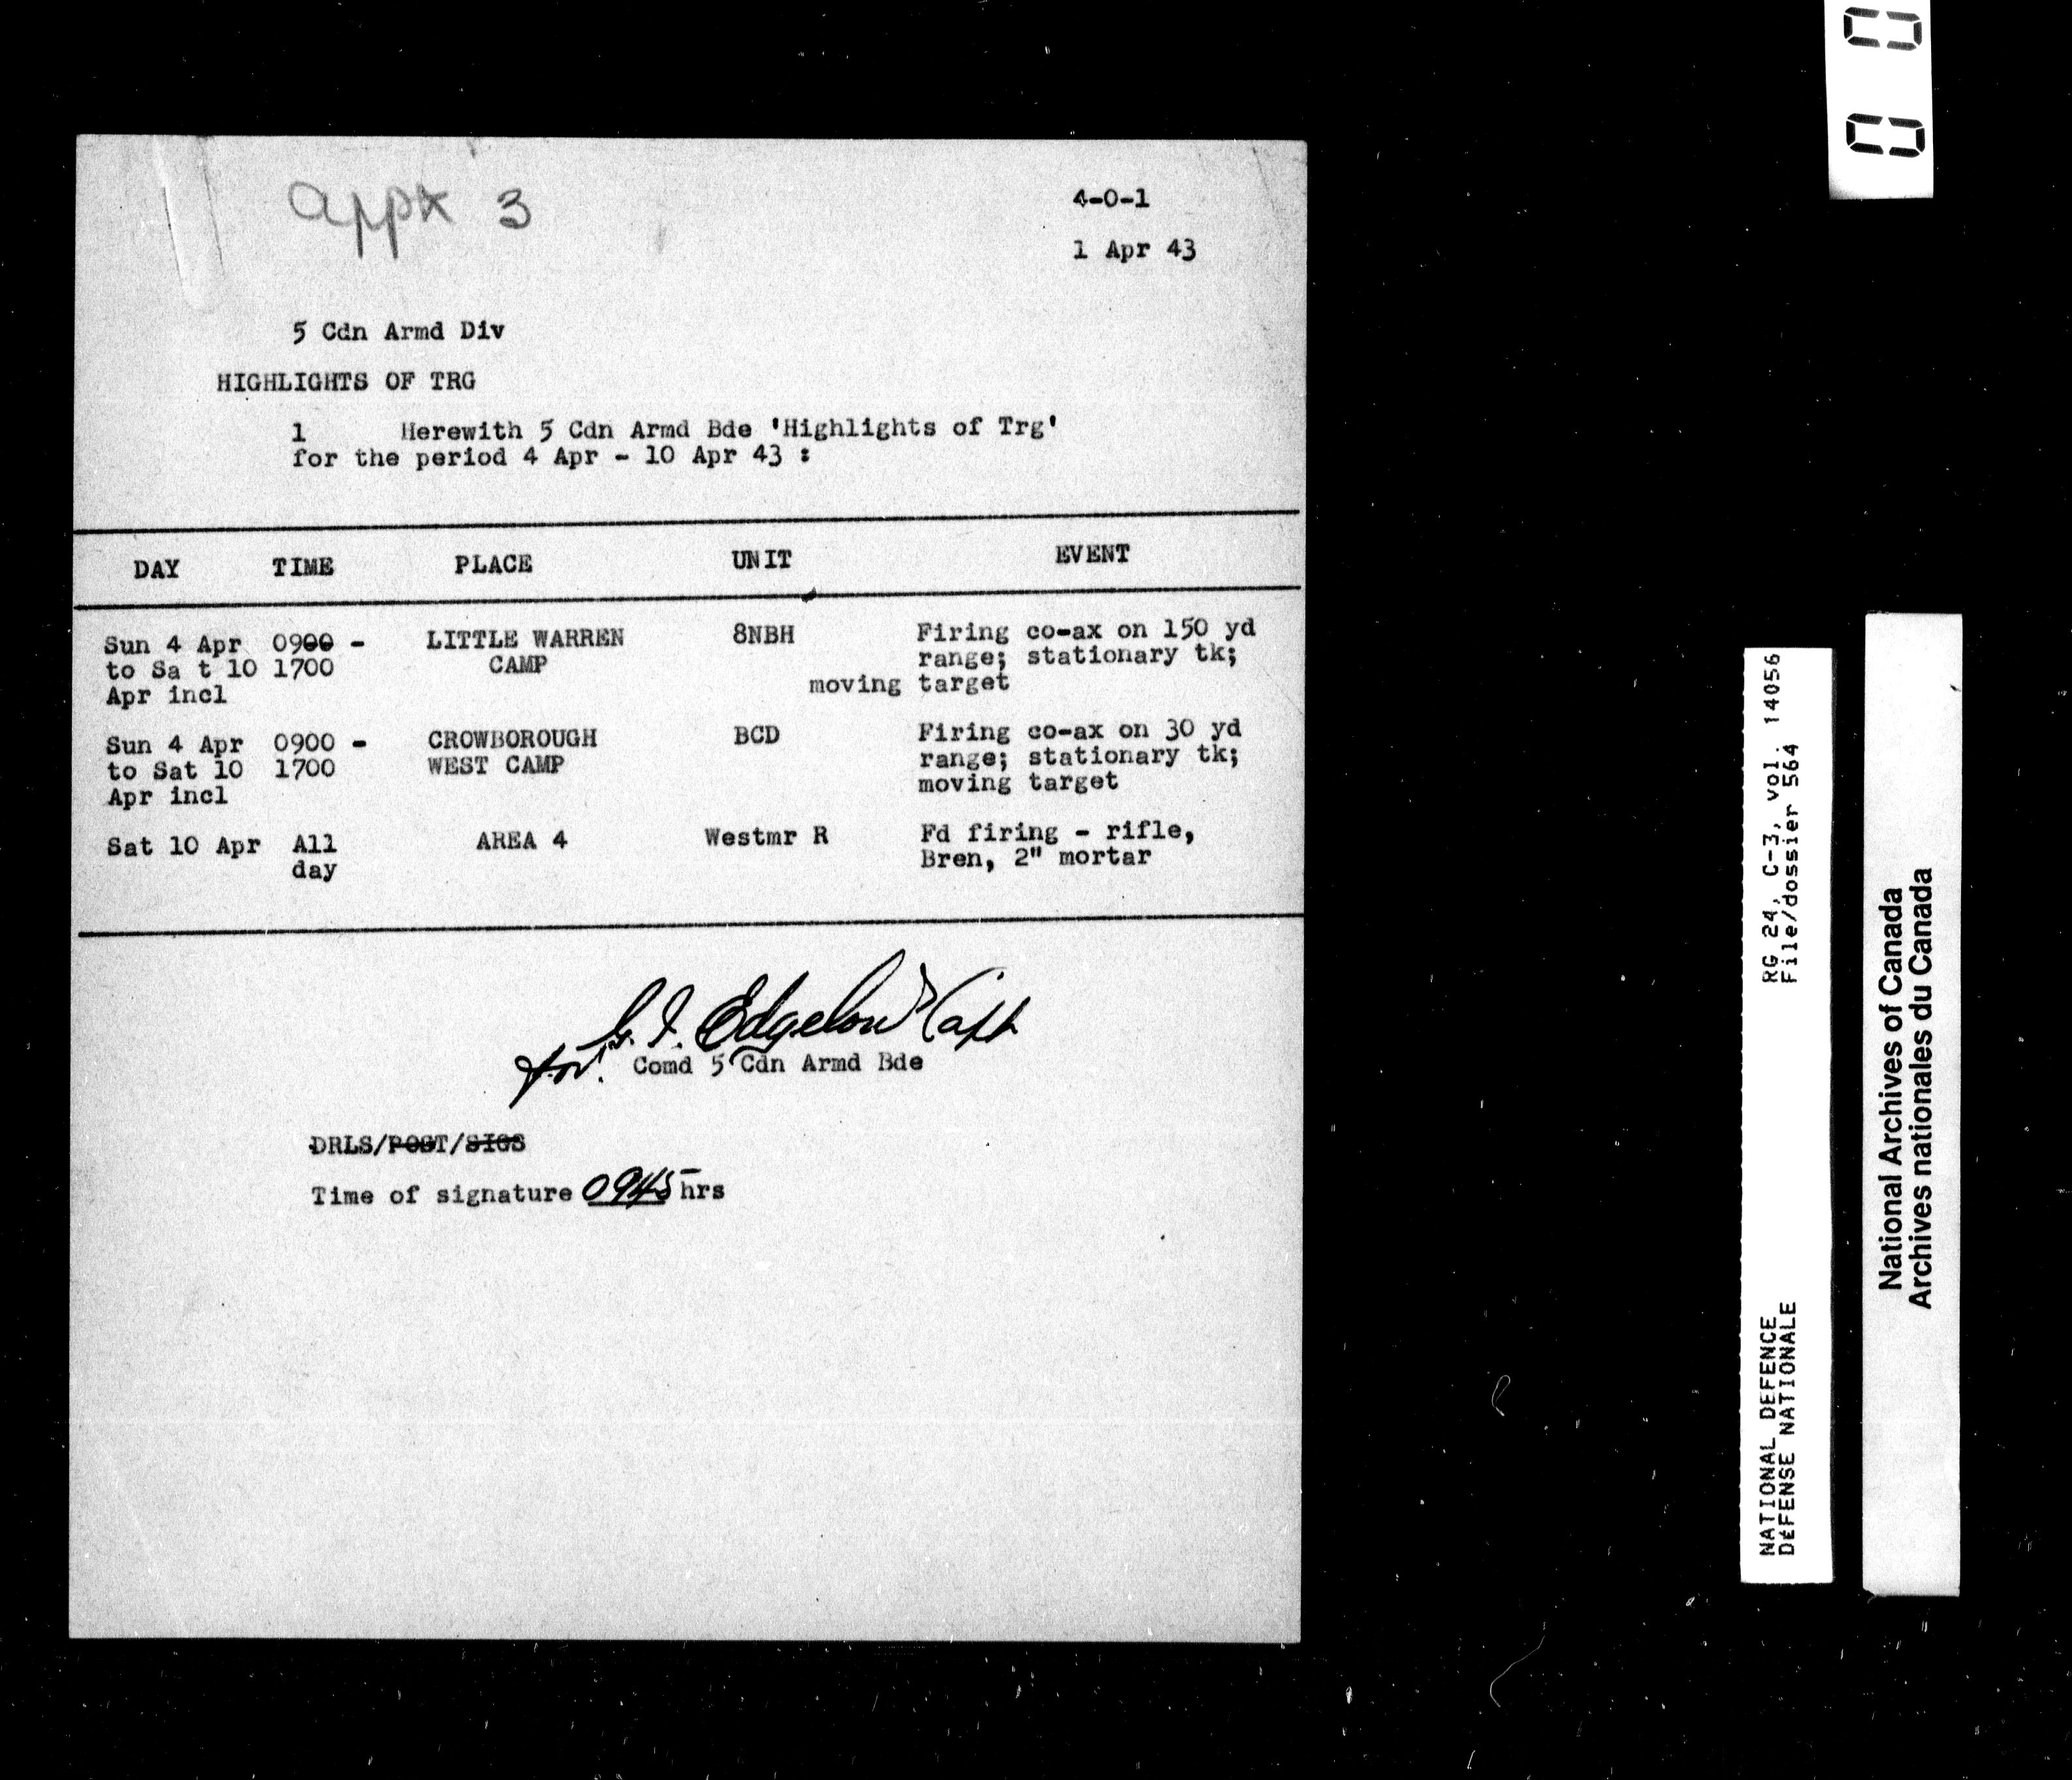 appx 3
4-0-1
1 Apr 43
5 Cdn Armd Div
HIGHLIGHTS OF TRG
1 Herewith 5 Cdn Armd Bde 'Highlights of Trg'
for the period 4 Apr - 10 Apr 43 :
DAY TIME PLACE UNIT EVENT
Sun 4 Apr 0900 - LITTLE WARREN 8NBH Firing co-ax on 150 yd
to Sa t 10 1700 CAMP range; stationary tk;
Apr incl moving target
Sun 4 Apr 0900 - CROWBOROUGH BCD Firing co-ax on 30 yd
to Sat 10 1700 WEST CAMP range; stationary tk;
Apr incl moving target
Sat 10 Apr All AREA 4 Westmr R Fd firing - rifle,
day Bren, 2" mortar
Edgelow Capt
for. Comd 5 Cdn Armd Bde
DRLS/POST/SIGS
Time of signature 0945 hrs
00
RG 24, C-3, vol. 14056
File/dossier 564
NATIONAL DEFENCE
DÉFENSE NATIONALE
National Archives of Canada
Archives nationales du Canada